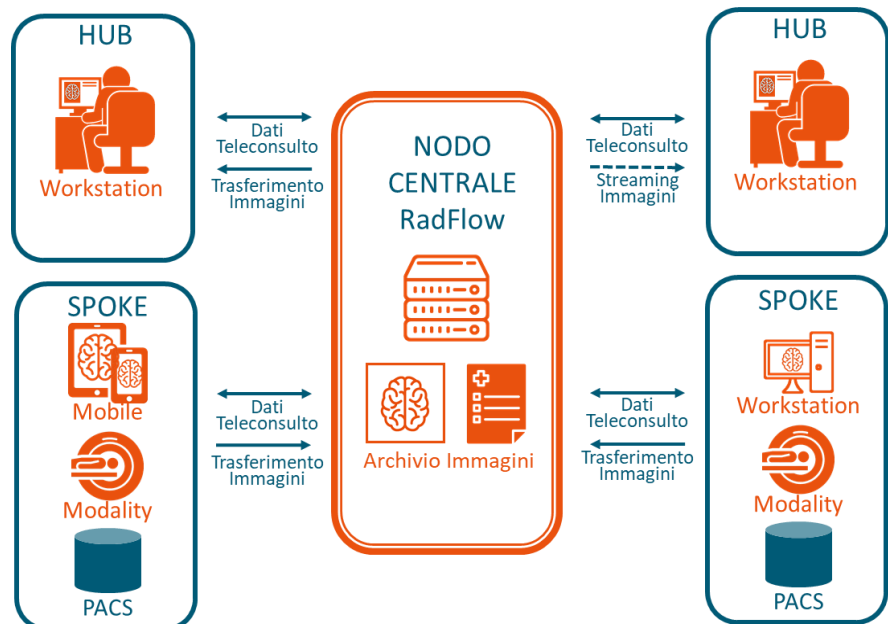 HUB
Workstation
Dati
Teleconsulto
Trasferimento
Immagini
SPOKE
Mobile
Modality
PACS
Dati
Teleconsulto
Trasferimento
Immagini
NODO
CENTRALE
RadFlow
Archivio Immagini
Dati
Teleconsulto
Streaming
Immagini
HUB
Workstation
Dati
Teleconsulto
Trasferimento
Immagini
SPOKE
Workstation
Modality
PACS